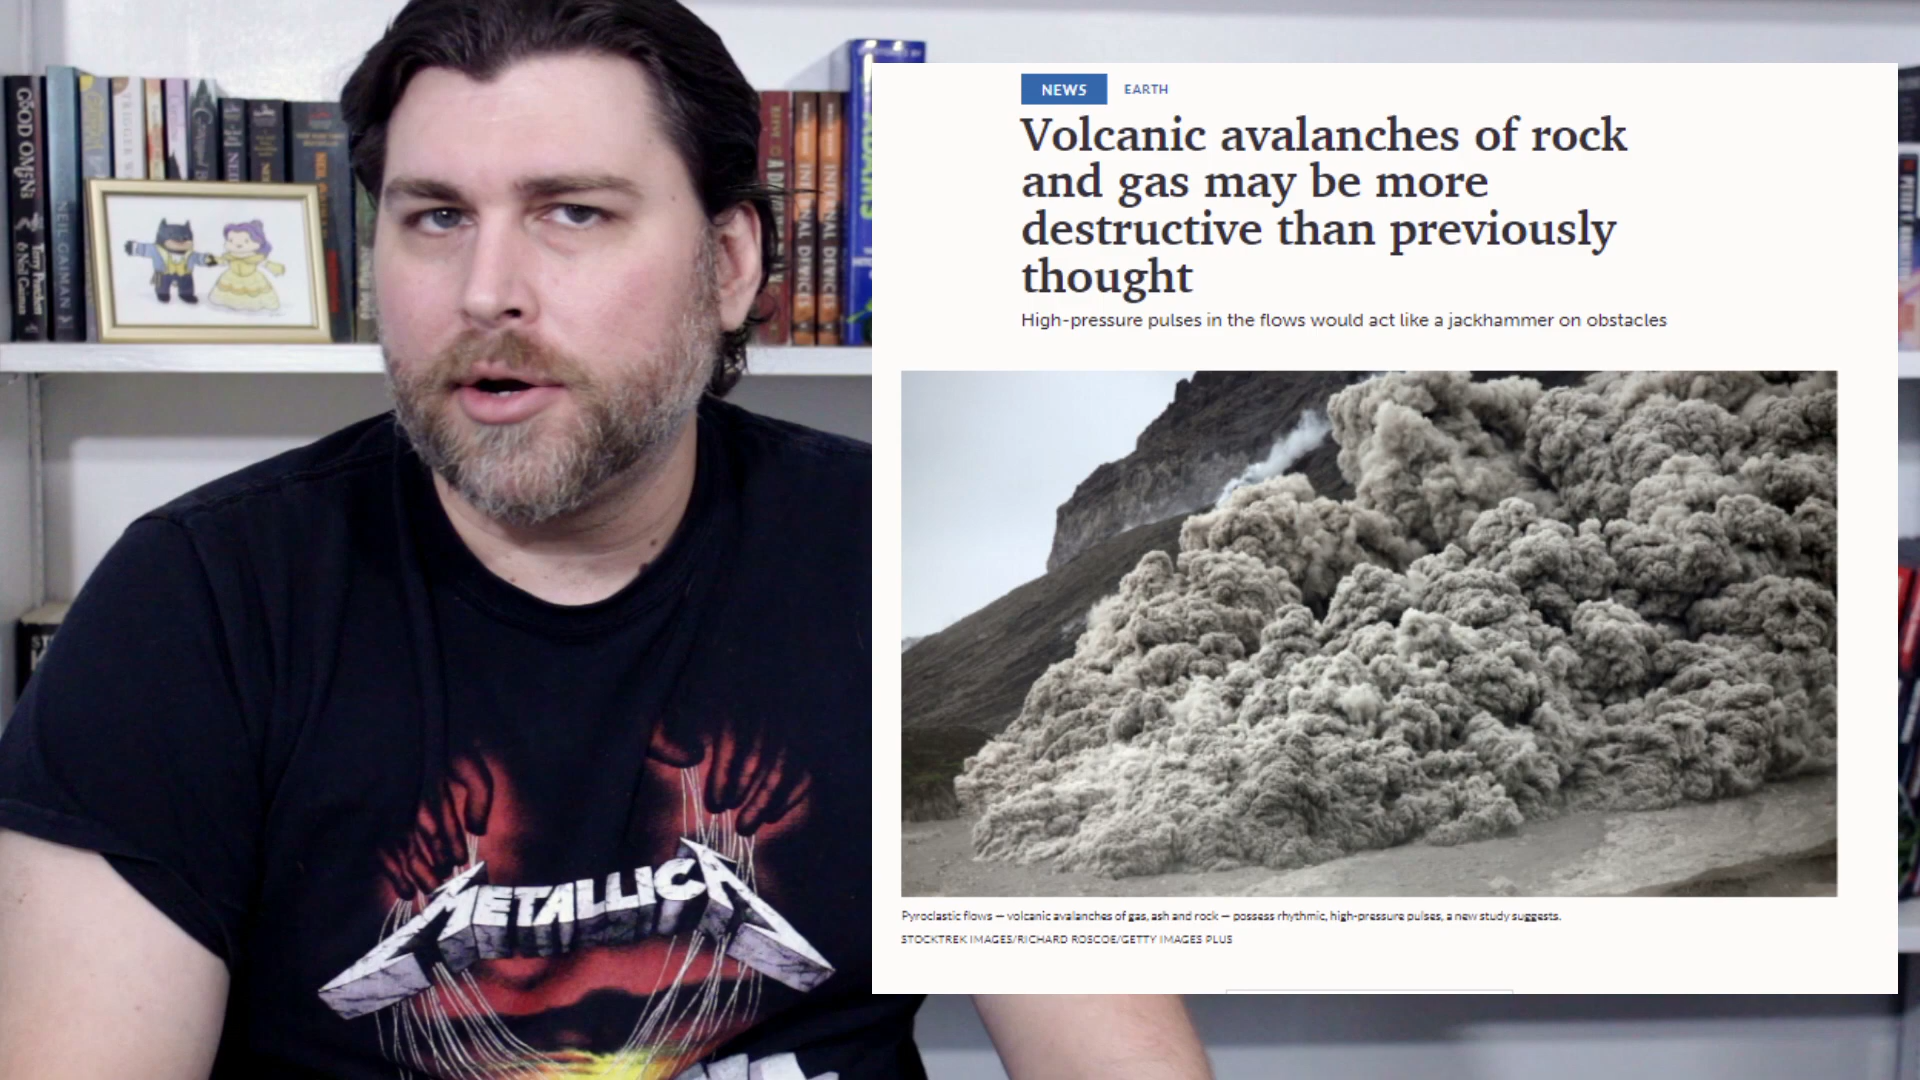 GOOD OMENS
Terry Pratchett
& Neil Gaiman
NEIL GAIMAN
INFERNAL DEVICES
INFERNAL DEVICES
NEWS
EARTH
Volcanic avalanches of rock
and gas may be more
destructive than previously
thought
High-pressure pulses in the flows would act like a jackhammer on obstacles
Pyroclastic flows — volcanic avalanches of gas, ash and rock — possess rhythmic, high-pressure pulses, a new study suggests.
STOCKTREK IMAGES/RICHARD ROSCOE/GETTY IMAGES PLUS
METALLICA